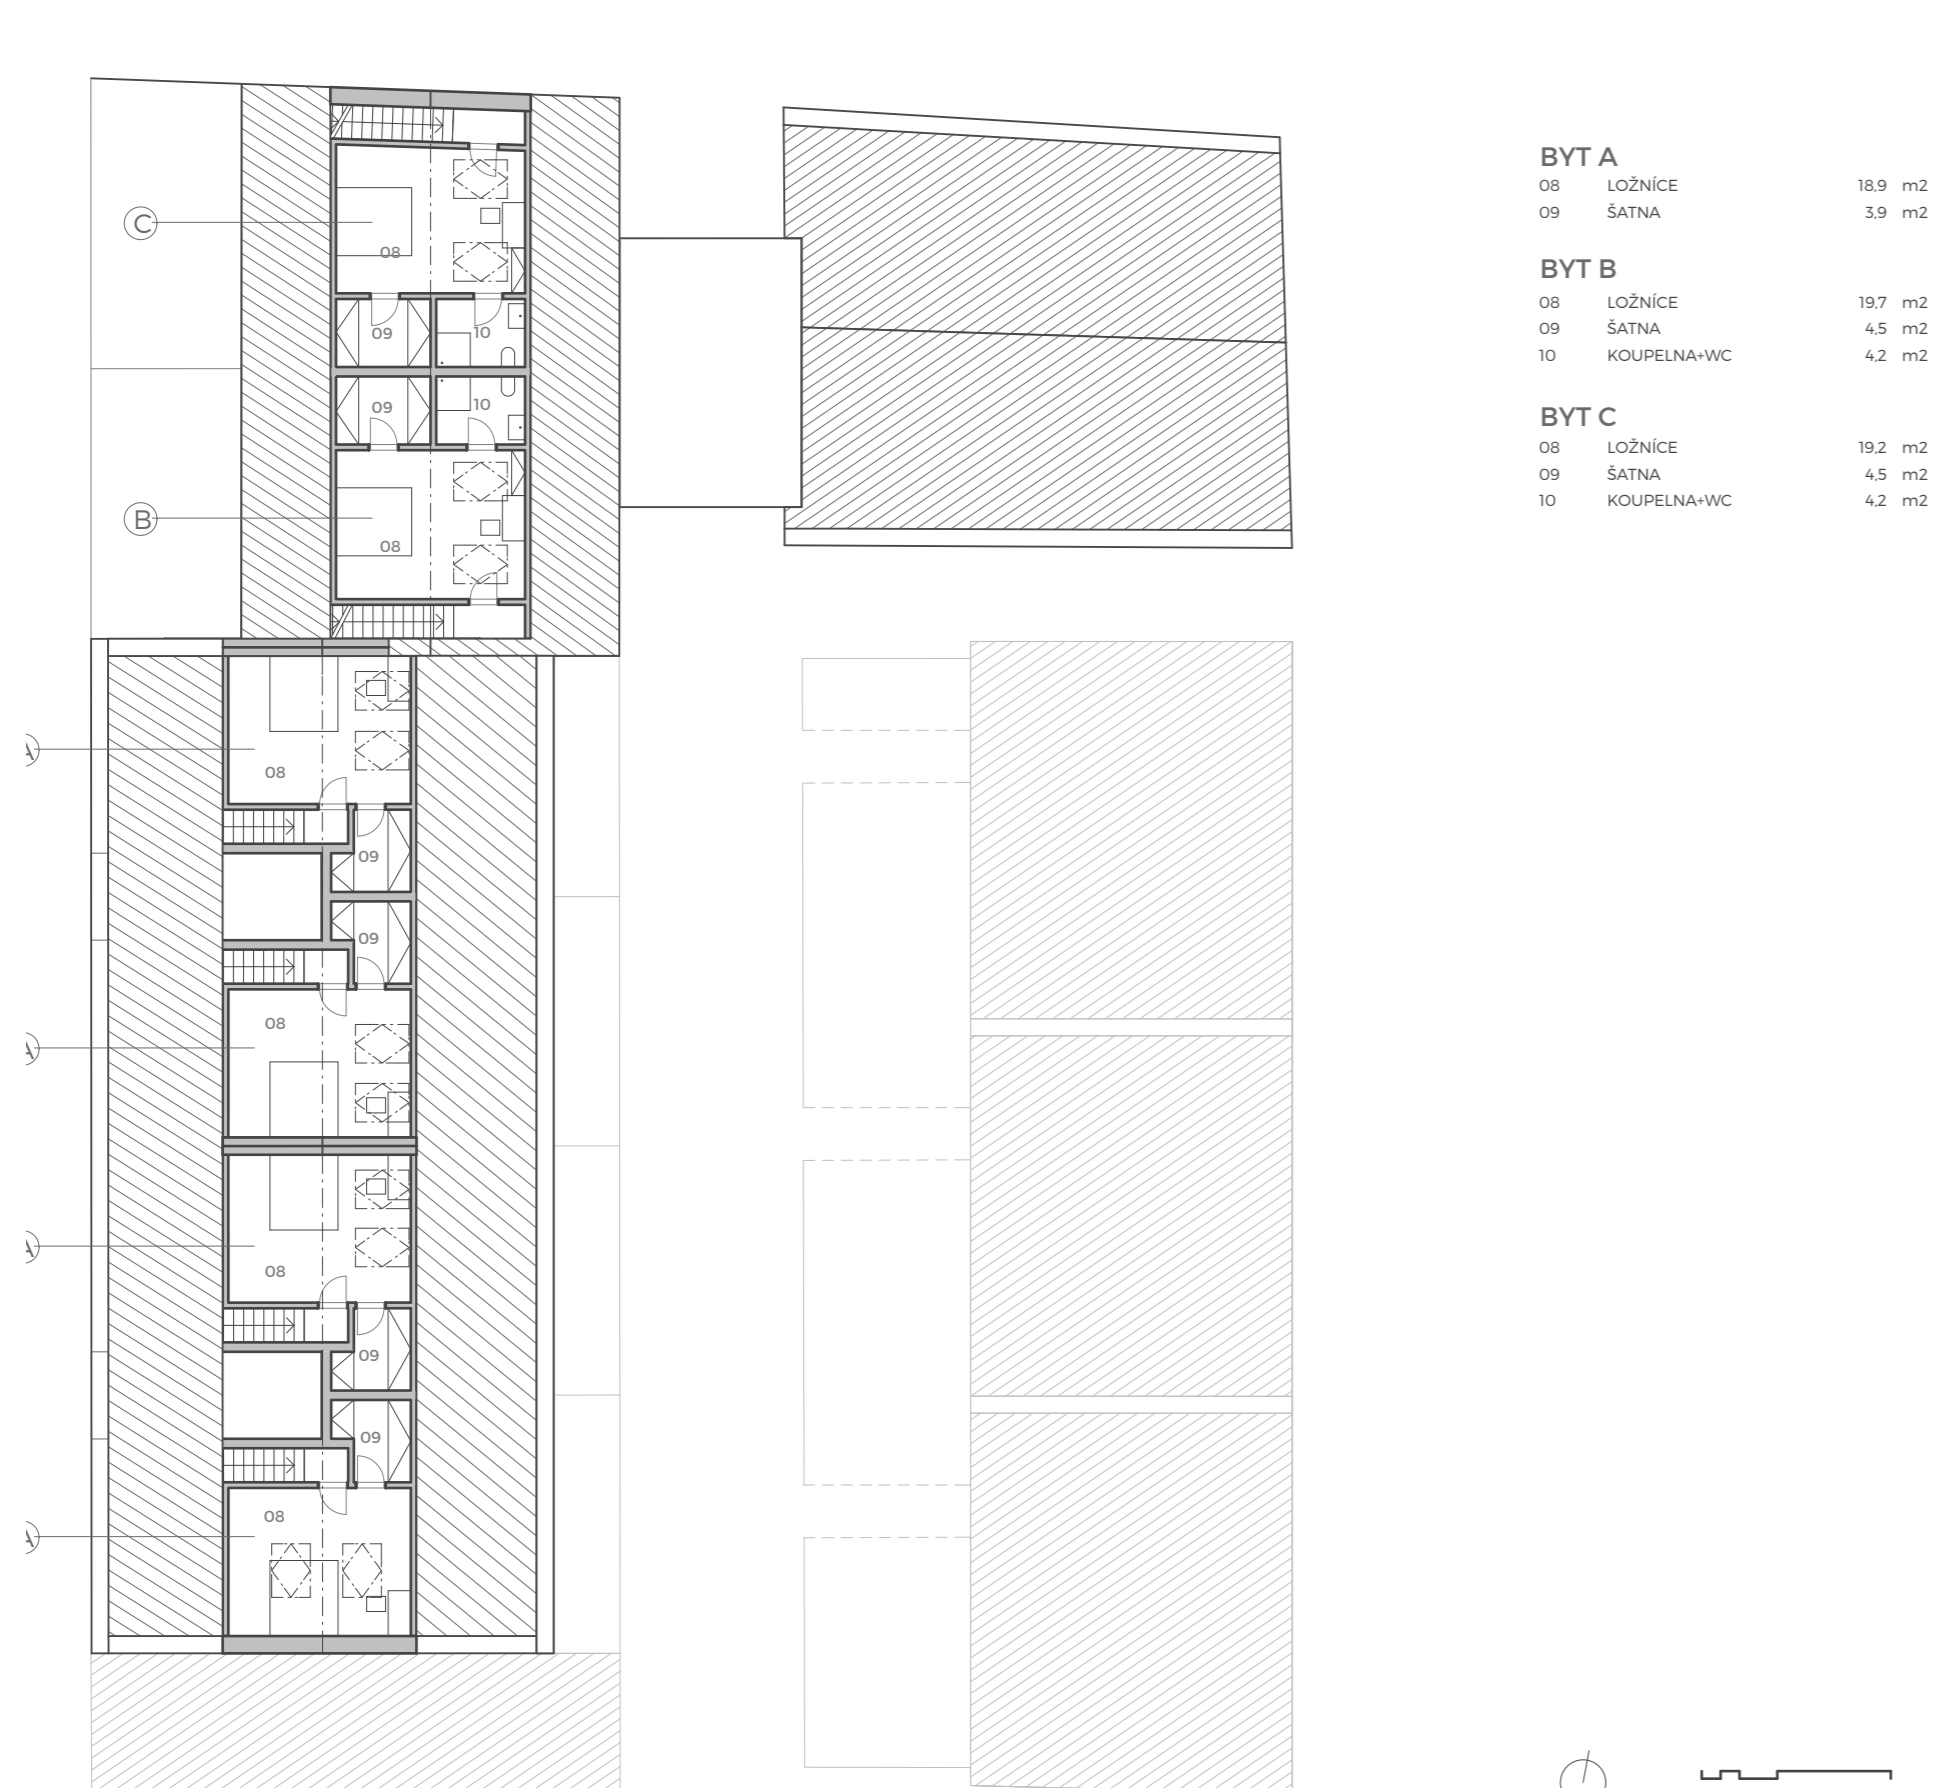 BYT A
08 LOŽNÍCE 18,9 m2
09 ŠATNA 3,9 m2
BYT B
08 LOŽNÍCE 19,7 m2
09 ŠATNA 4,5 m2
10 KOUPELNA+WC 4,2 m2
BYT C
08 LOŽNÍCE 19,2 m2
09 ŠATNA 4,5 m2
10 KOUPELNA+WC 4,2 m2
C
08
09 10
09 10
B
08
A
08
09
09
08
A
A
08
09
09
08
A